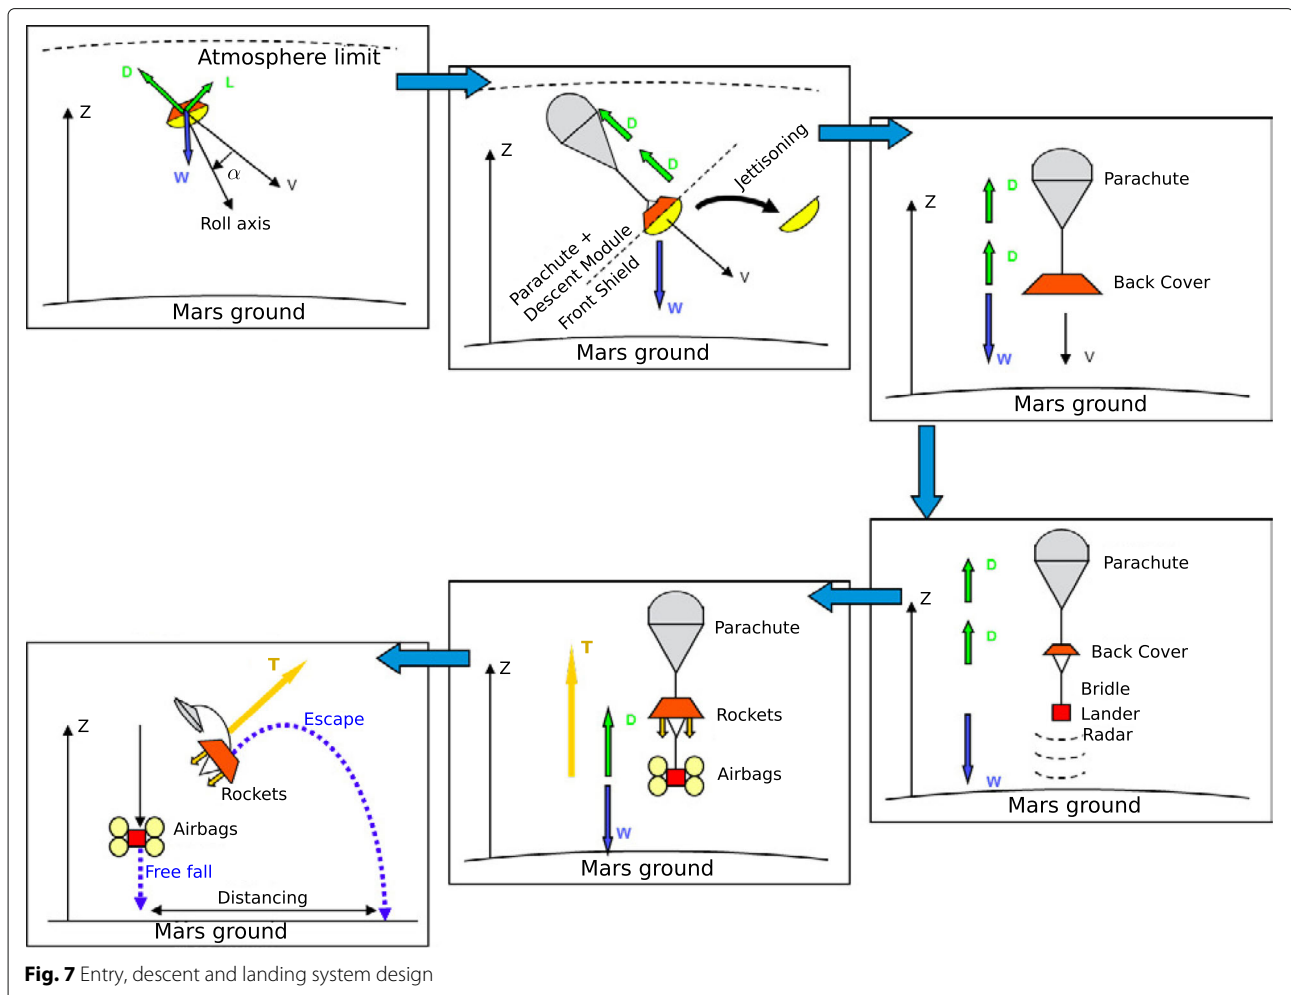 Atmosphere limit
D
L
Z
W
α
V
Roll axis
Mars ground
Z
D
D
Jettisoning
Parachute +
Descent Module
Front Shield
V
W
Mars ground
Z
D
Parachute
D
Back Cover
W
V
Mars ground
D
Parachute
Z
D
Back Cover
Bridle
Lander
Radar
W
Mars ground
Z
T
Parachute
D
Rockets
Airbags
W
Mars ground
T
Z
Escape
Rockets
Airbags
Free fall
Distancing
Mars ground
Fig. 7 Entry, descent and landing system design